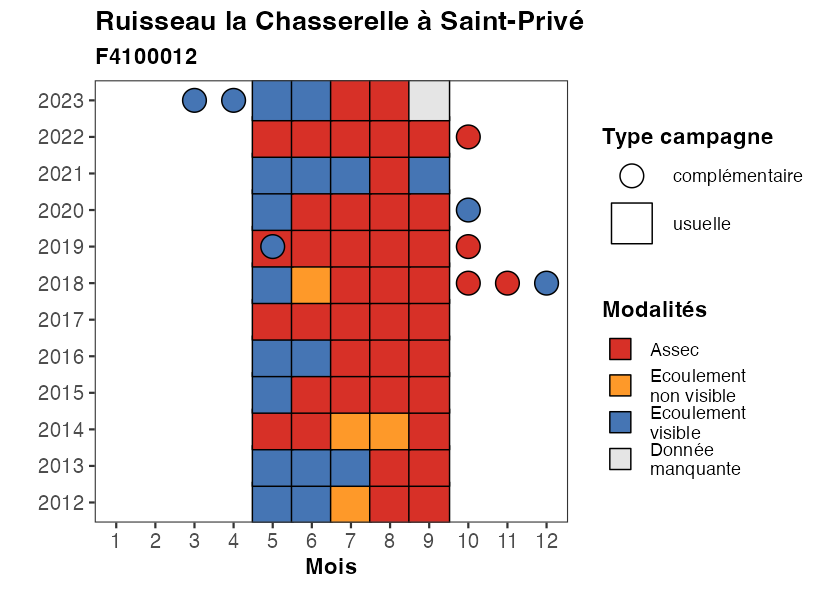 Ruisseau la Chasserelle à Saint-Privé
F4100012
2023
2022
2021
2020
2019
2018
2017
2016
2015
2014
2013
2012
1 2 3 4 5 6 7 8 9 10 11 12
Mois
Type campagne
complémentaire
usuelle
Modalités
Assec
Ecoulement
non visible
Ecoulement
visible
Donnée
manquante